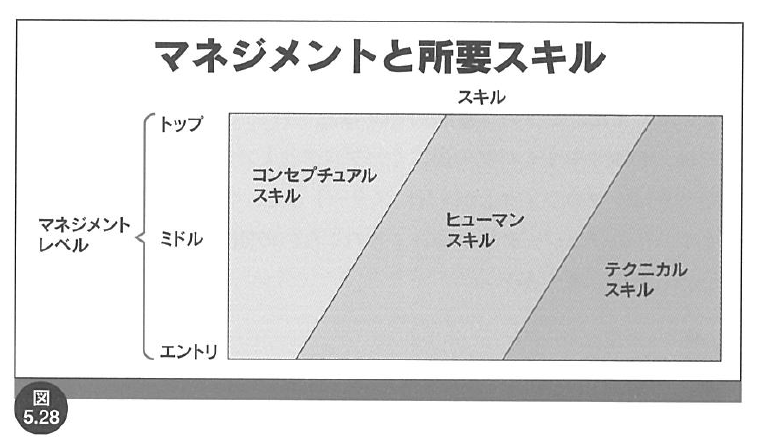 マネジメントと所要スキル
スキル
トップ
コンセプチュアル
スキル
マネジメント
レベル
ミドル
ヒューマン
スキル
テクニカル
スキル
エントリ
図
5.28